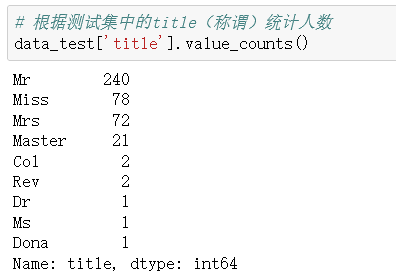 # 根据测试集中的title（称谓）统计人数
data_test['title'].value_counts()
Mr 240
Miss 78
Mrs 72
Master 21
Col 2
Rev 2
Dr 1
Ms 1
Dona 1
Name: title, dtype: int64